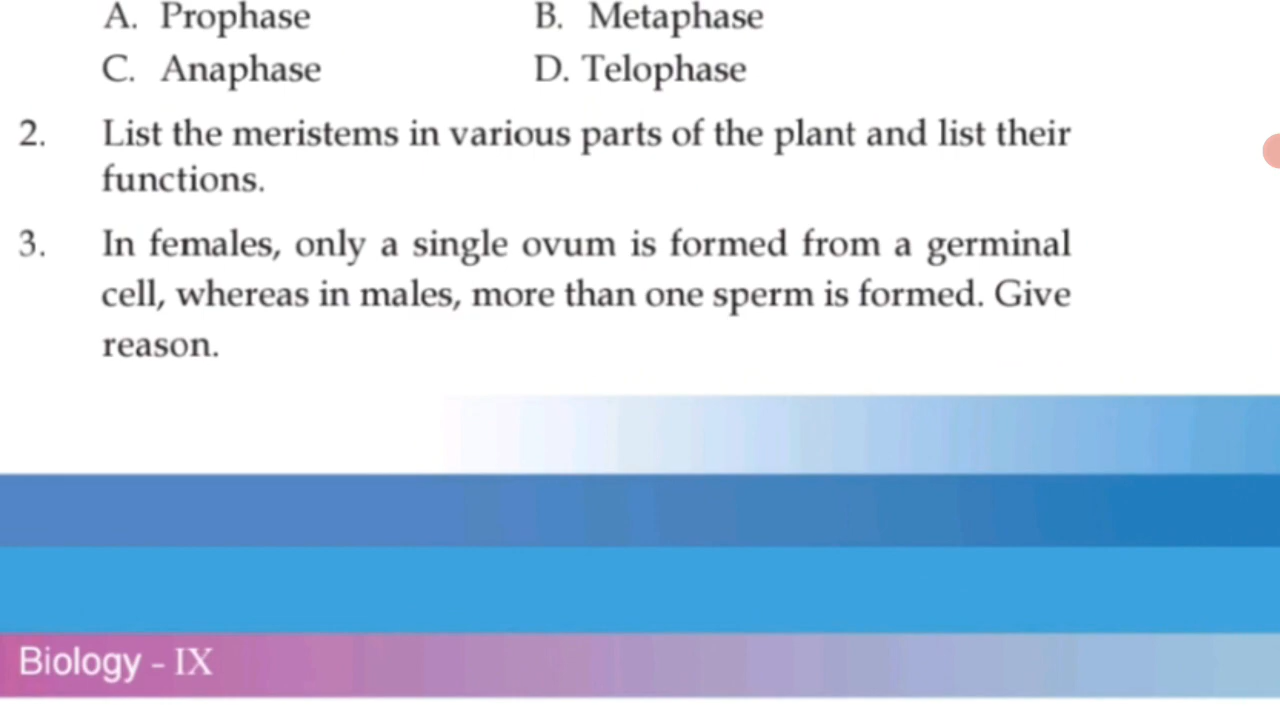 A. Prophase B. Metaphase
C. Anaphase D. Telophase
2. List the meristems in various parts of the plant and list their
functions.
3. In females, only a single ovum is formed from a germinal
cell, whereas in males, more than one sperm is formed. Give
reason.
Biology - IX